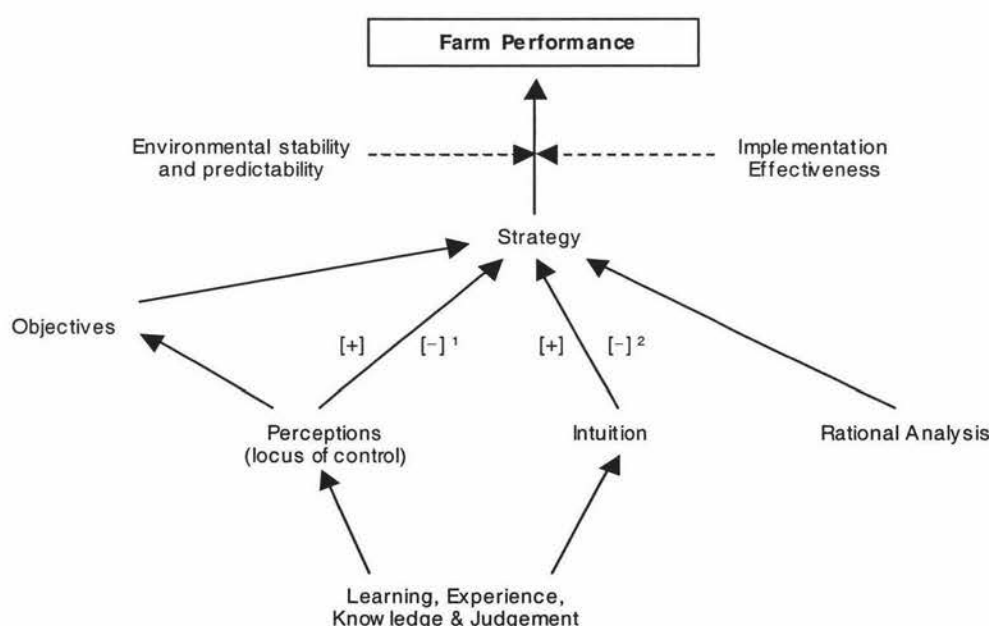 Farm Performance
Environmental stability
and predictability
Implementation
Effectiveness
Strategy
Objectives
[+]
[−] ¹
[+]
[−] ²
Perceptions
(locus of control)
Intuition
Rational Analysis
Learning, Experience,
Knowledge & Judgement